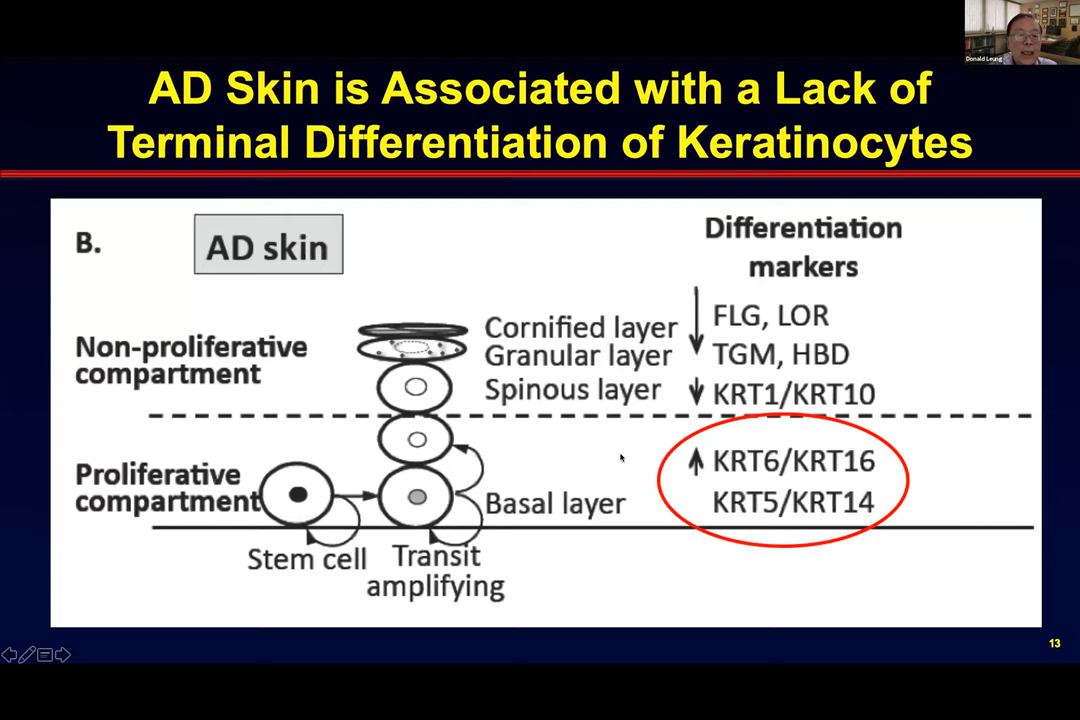 Donald Leung
AD Skin is Associated with a Lack of
Terminal Differentiation of Keratinocytes
B.
AD skin
Differentiation
markers
Non-proliferative
compartment
Cornified layer
Granular layer
Spinous layer
FLG, LOR
TGM, HBD
↓ KRT1/KRT10
Proliferative
compartment
Basal layer
↑ KRT6/KRT16
KRT5/KRT14
Stem cell
Transit
amplifying
13